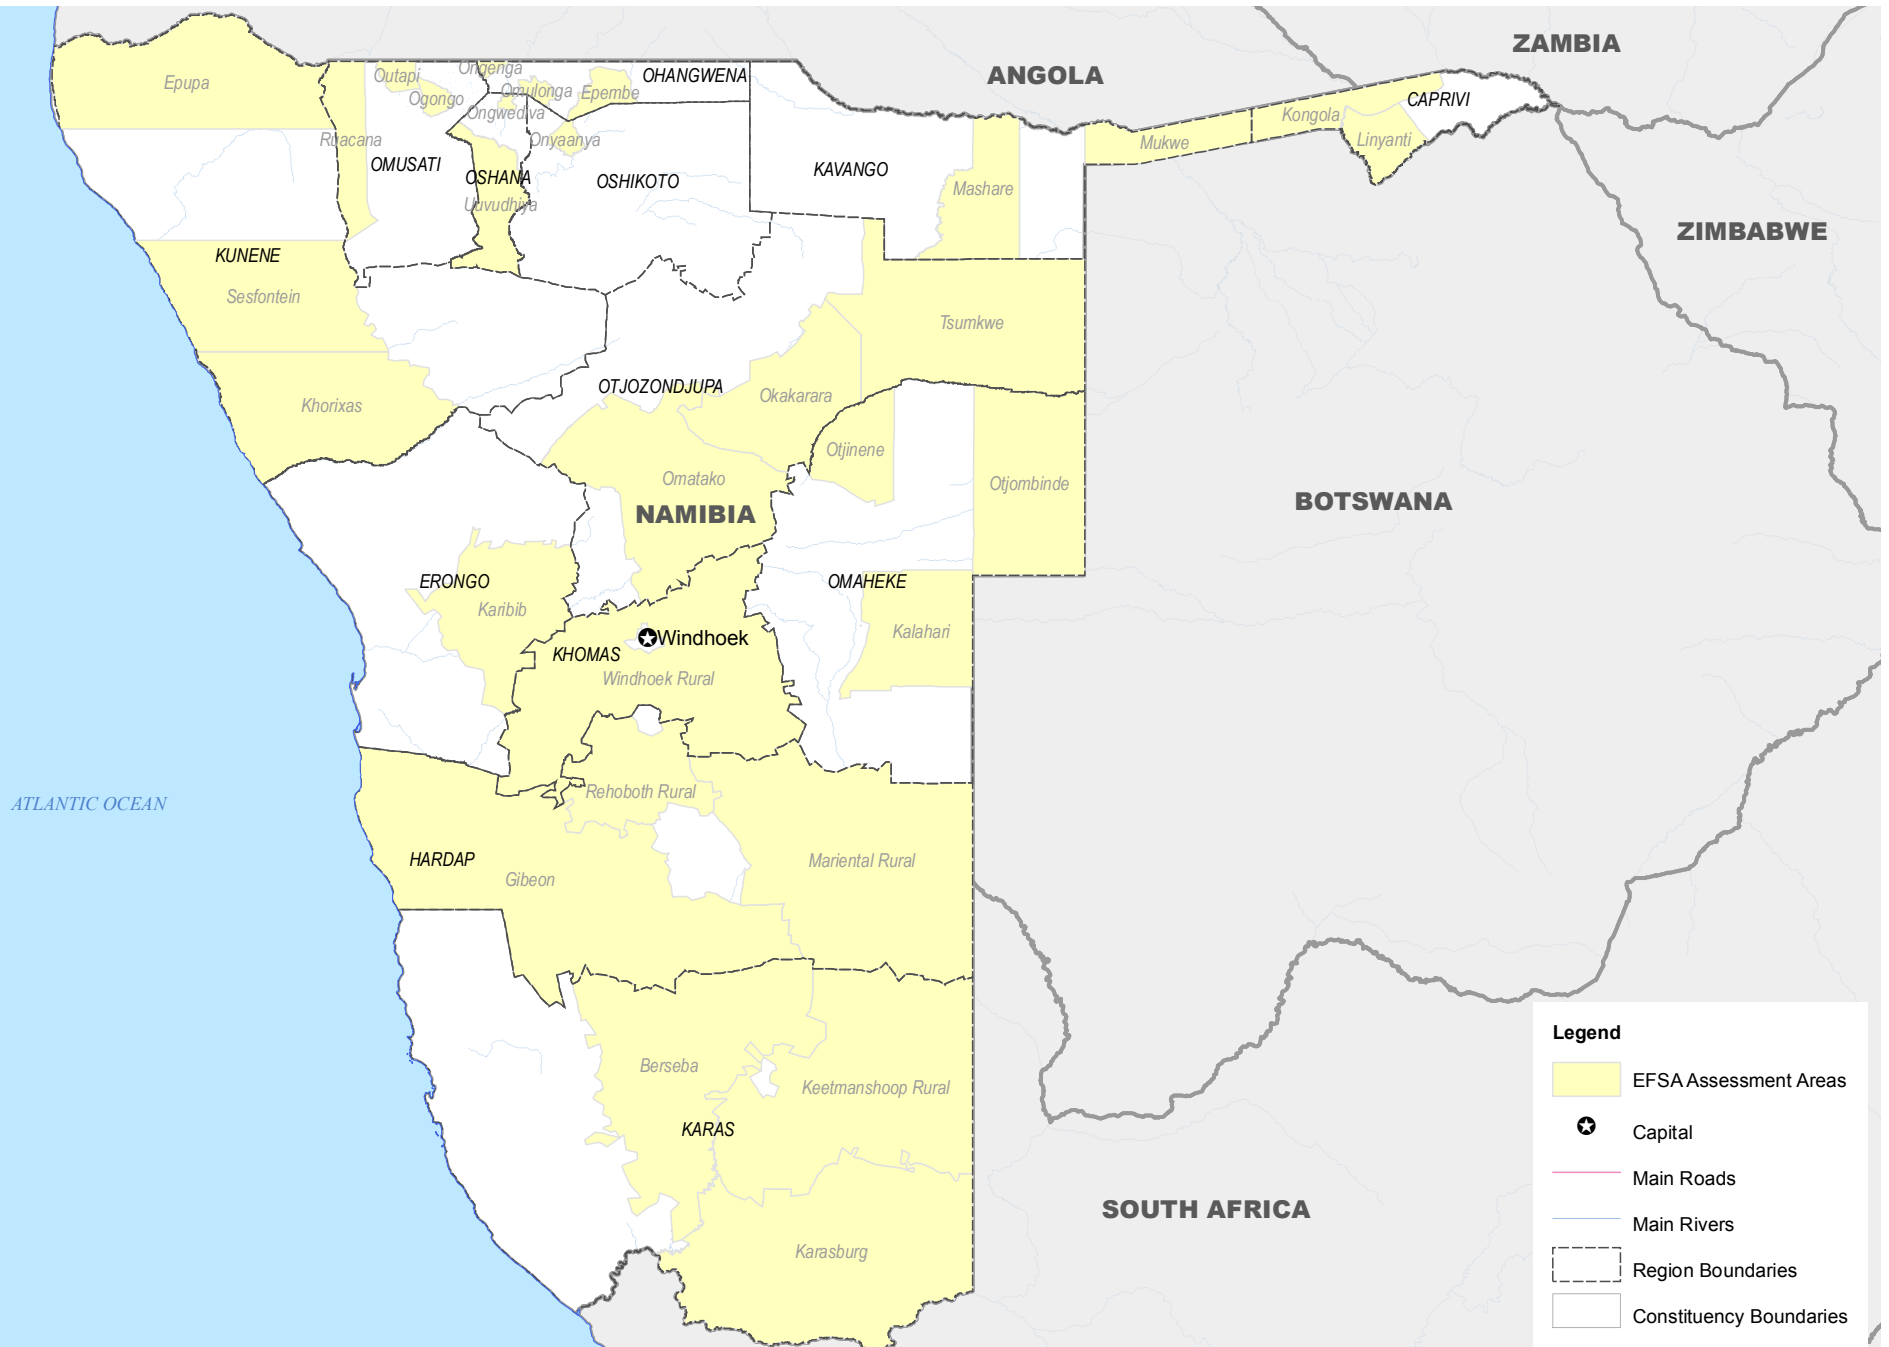 ZAMBIA
ANGOLA
Epupa
Outapi
Ongenga
OHANGWENA
Ogongo
Omulonga
Epembe
Ongwediva
Ruacana
Onyaanya
CAPRIVI
Kongola
Linyanti
Mukwe
OMUSATI
OSHANA
OSHIKOTO
KAVANGO
Mashare
Uuvudhiya
ZIMBABWE
KUNENE
Sesfontein
Tsumkwe
OTJOZONDJUPA
Okakarara
Khorixas
Otjinene
Omatako
Otjombinde
NAMIBIA
BOTSWANA
ERONGO
Karibib
OMAHEKE
Kalahari
Windhoek
KHOMAS
Windhoek Rural
Rehoboth Rural
ATLANTIC OCEAN
HARDAP
Gibeon
Mariental Rural
Berseba
Keetmanshoop Rural
KARAS
SOUTH AFRICA
Karasburg
Legend
EFSA Assessment Areas
Capital
Main Roads
Main Rivers
Region Boundaries
Constituency Boundaries